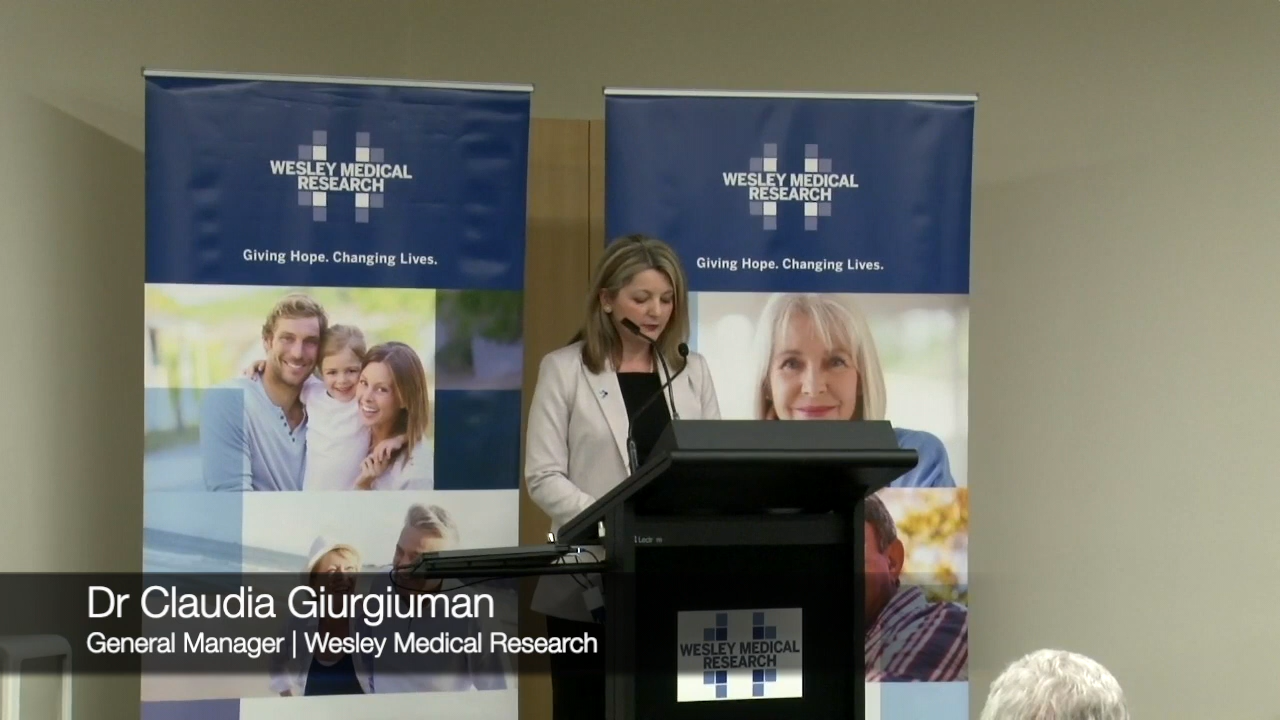 WESLEY MEDICAL
RESEARCH
Giving Hope. Changing Lives.
WESLEY MEDICAL
RESEARCH
Giving Hope. Changing Lives.
Dr Claudia Giurgiuman
General Manager | Wesley Medical Research
WESLEY MEDICAL
RESEARCH